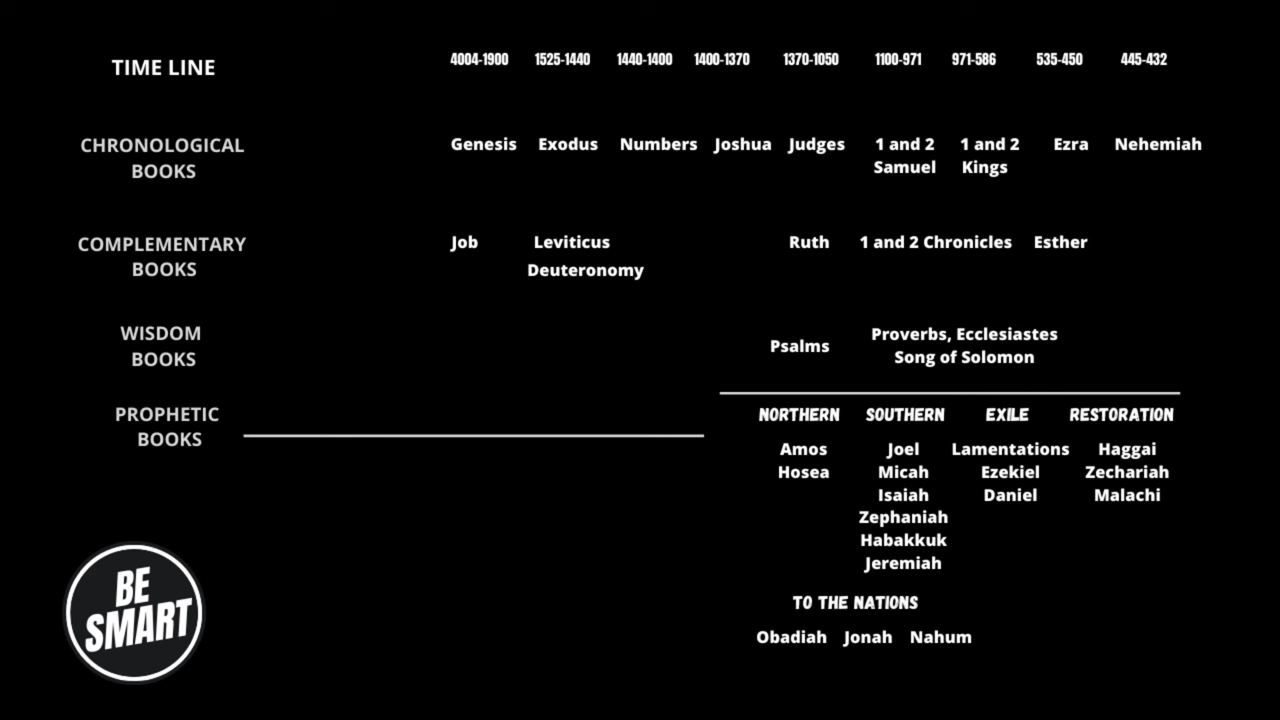 TIME LINE 4004-1900 1525-1440 1440-1400 1400-1370 1370-1050 1100-971 971-586 535-450 445-432
CHRONOLOGICAL BOOKS
Genesis Exodus Numbers Joshua Judges 1 and 2 Samuel 1 and 2 Kings Ezra Nehemiah
COMPLEMENTARY BOOKS
Job Leviticus Ruth 1 and 2 Chronicles Esther
Deuteronomy
WISDOM
BOOKS
Psalms
Proverbs, Ecclesiastes
Song of Solomon
PROPHETIC
BOOKS
NORTHERN SOUTHERN EXILE RESTORATION
Amos Joel Lamentations Haggai
Hosea Micah Ezekiel Zechariah
Isaiah Daniel Malachi
Zephaniah
Habakkuk
Jeremiah
TO THE NATIONS
Obadiah Jonah Nahum
BE
SMART